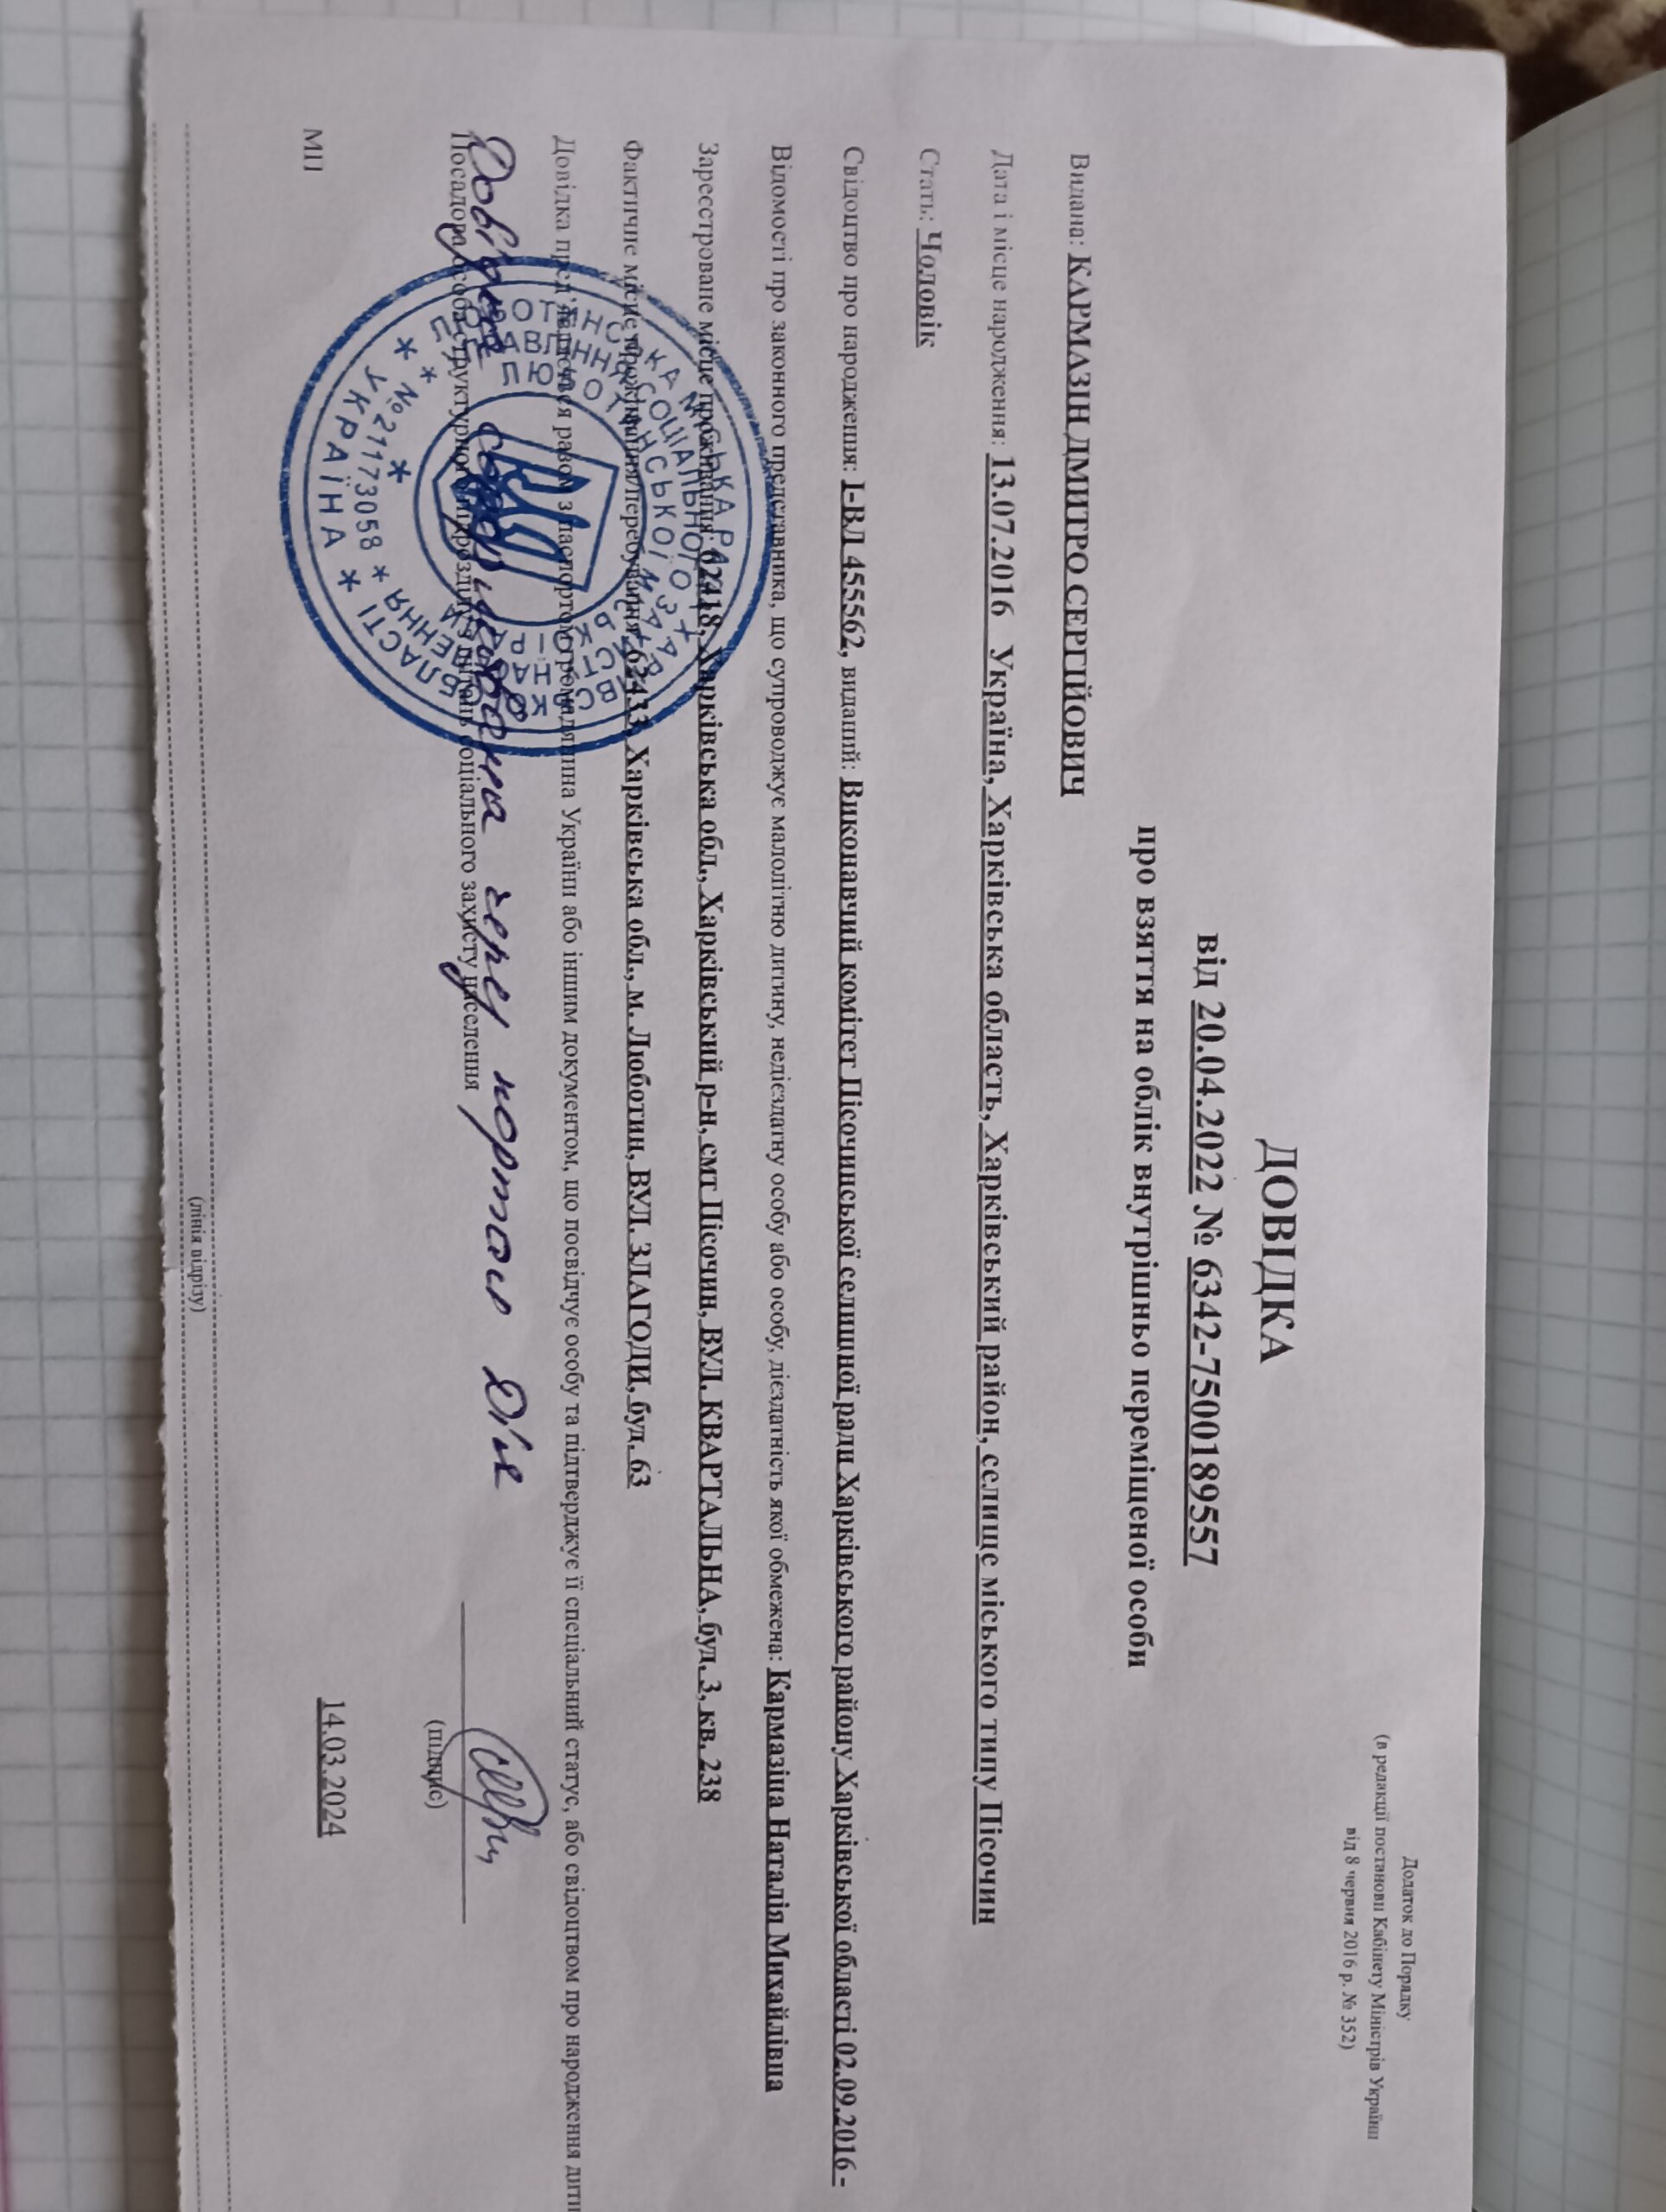 Додаток до Порядку
(в редакції постанови Кабінету Міністрів України
від 8 червня 2016 р. № 352)
ДОВІДКА
від 20.04.2022 № 6342-7500189557
про взяття на облік внутрішньо переміщеної особи
Видана: КАРМАЗІН ДМИТРО СЕРГІЙОВИЧ
Дата і місце народження: 13.07.2016 Україна, Харківська область, Харківський район, селище міського типу Пісочин
Стать: Чоловік
Свідоцтво про народження: I-ВЛ 455562, виданий: Виконавчий комітет Пісочинської селищної ради Харківського району Харківської області 02.09.2016 -
Відомості про законного представника, що супроводжує малолітню дитину, недієздатну особу або особу, дієздатність якої обмежена: Кармазіна Наталія Михайлівна
Зареєстроване місце проживання: 62418, Харківська обл., Харківський р-н, смт Пісочин, ВУЛ. КВАРТАЛЬНА, буд. 3, кв. 238
Фактичне місце проживання/перебування: 62433, Харківська обл., м. Люботин, ВУЛ. ЗЛАГОДИ, буд. 63
Довідка пред'являється разом з паспортом громадянина України або іншим документом, що посвідчує особу та підтверджує її спеціальний статус, або свідоцтвом про народження дити
Довідка сформована через портал Дія
Посадова особа структурного підрозділу з питань соціального захисту населення
(підпис)
МП
14.03.2024
(лінія відрізу)
УКРАЇНА
№21173058